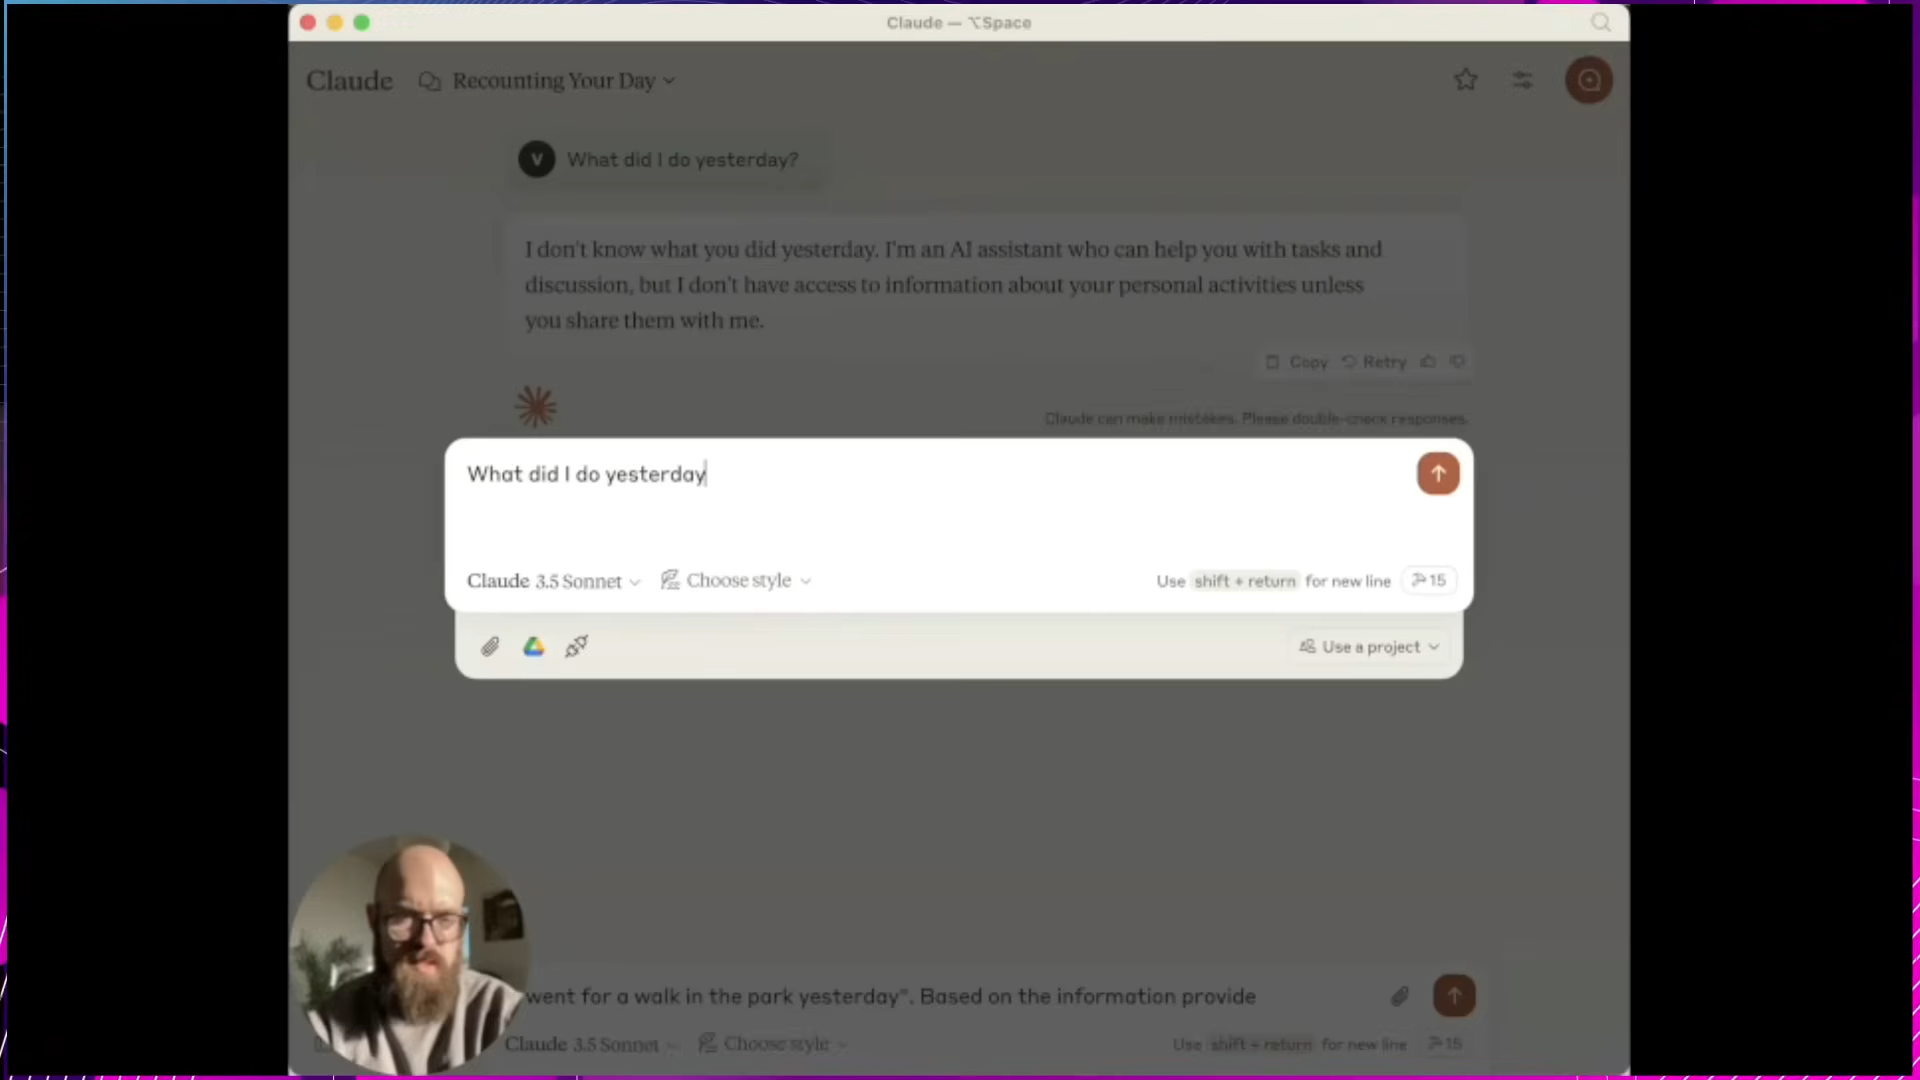 Claude — ⌥Space
Claude Recounting Your Day
V What did I do yesterday?
I don't know what you did yesterday. I'm an AI assistant who can help you with tasks and
discussion, but I don't have access to information about your personal activities unless
you share them with me.
Copy Retry
Claude can make mistakes. Please double-check responses.
What did I do yesterday
Claude 3.5 Sonnet Choose style Use shift + return for new line 15
Use a project
went for a walk in the park yesterday". Based on the information provide
Claude 3.5 Sonnet Choose style Use shift + return for new line 15